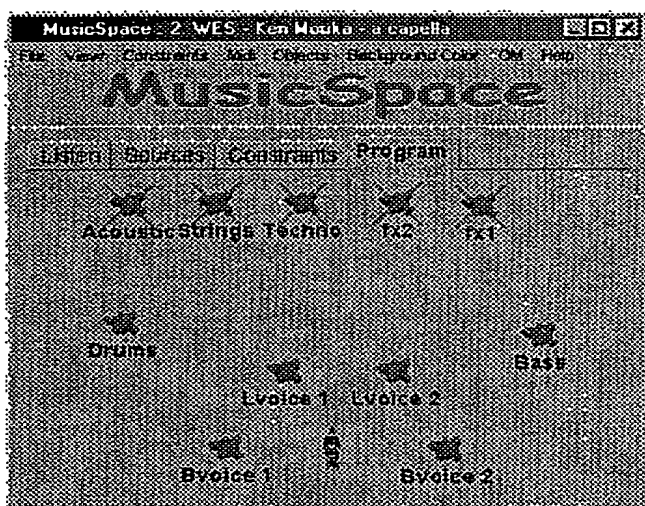 MusicSpace : 2. WES - Ken Mouka - a capella
File View! Constraints Midi Objects Background Color OM Help
MusicSpace
Listen Sources Constraints Program
Acoustic Strings Techno fx2 fx1
Drums
Bass
Lvoice 1 Lvoice 2
Bvoice 1 Bvoice 2